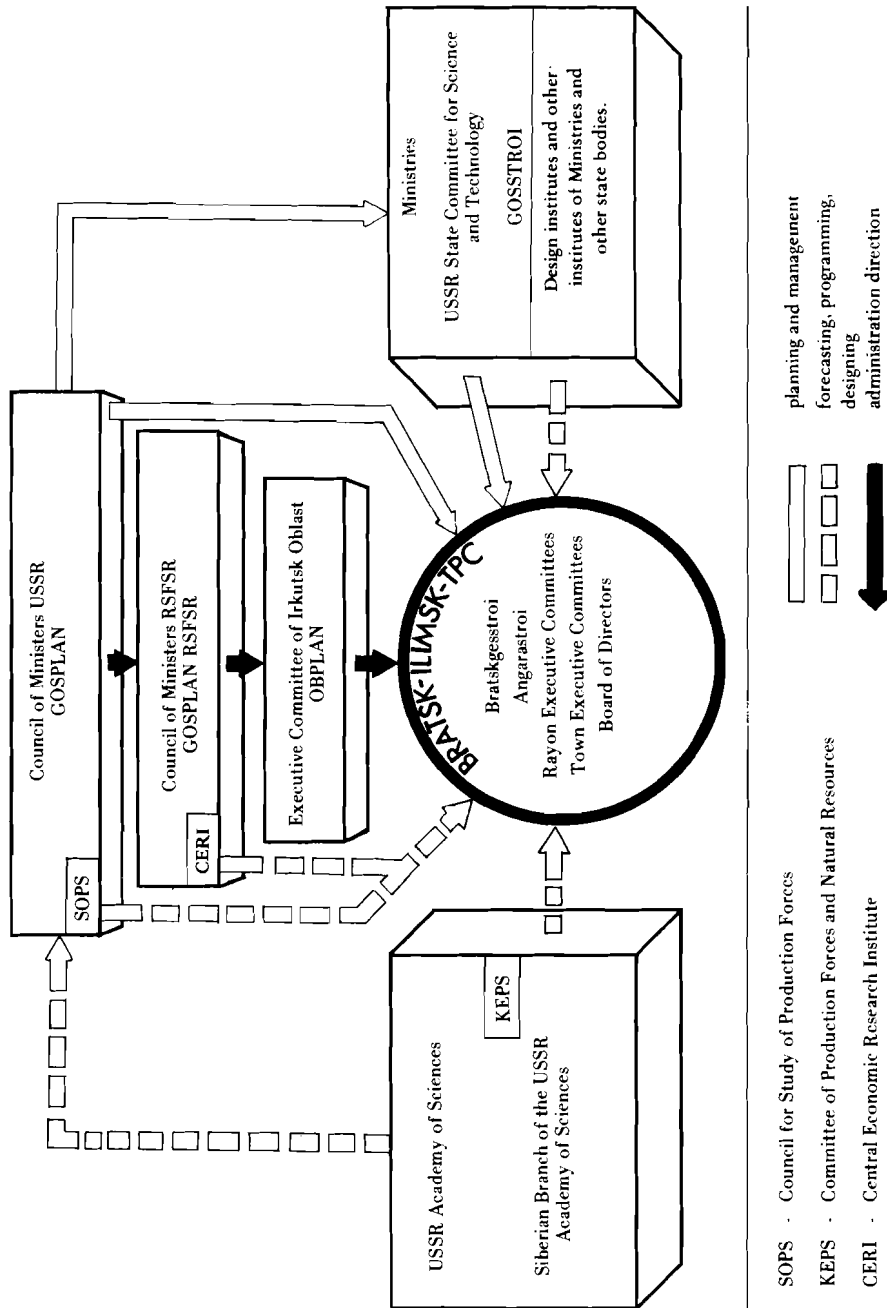 Council of Ministers USSR
GOSPLAN
SOPS
Council of Ministers RSFSR
GOSPLAN RSFSR
CERI
Executive Committee of Irkutsk Oblast
OBPLAN
USSR Academy of Sciences
KEPS
Siberian Branch of the USSR
Academy of Sciences
BRATSK-ILIMSK-TPC
Bratskgesstroi
Angarastroi
Rayon Executive Committees
Town Executive Committees
Board of Directors
Ministries
USSR State Committee for Science
and Technology
GOSSTROI
Design institutes and other
institutes of Ministries and
other state bodies.
SOPS - Council for Study of Production Forces
KEPS - Committee of Production Forces and Natural Resources
CERI - Central Economic Research Institute
planning and management
forecasting, programming,
designing
administration direction